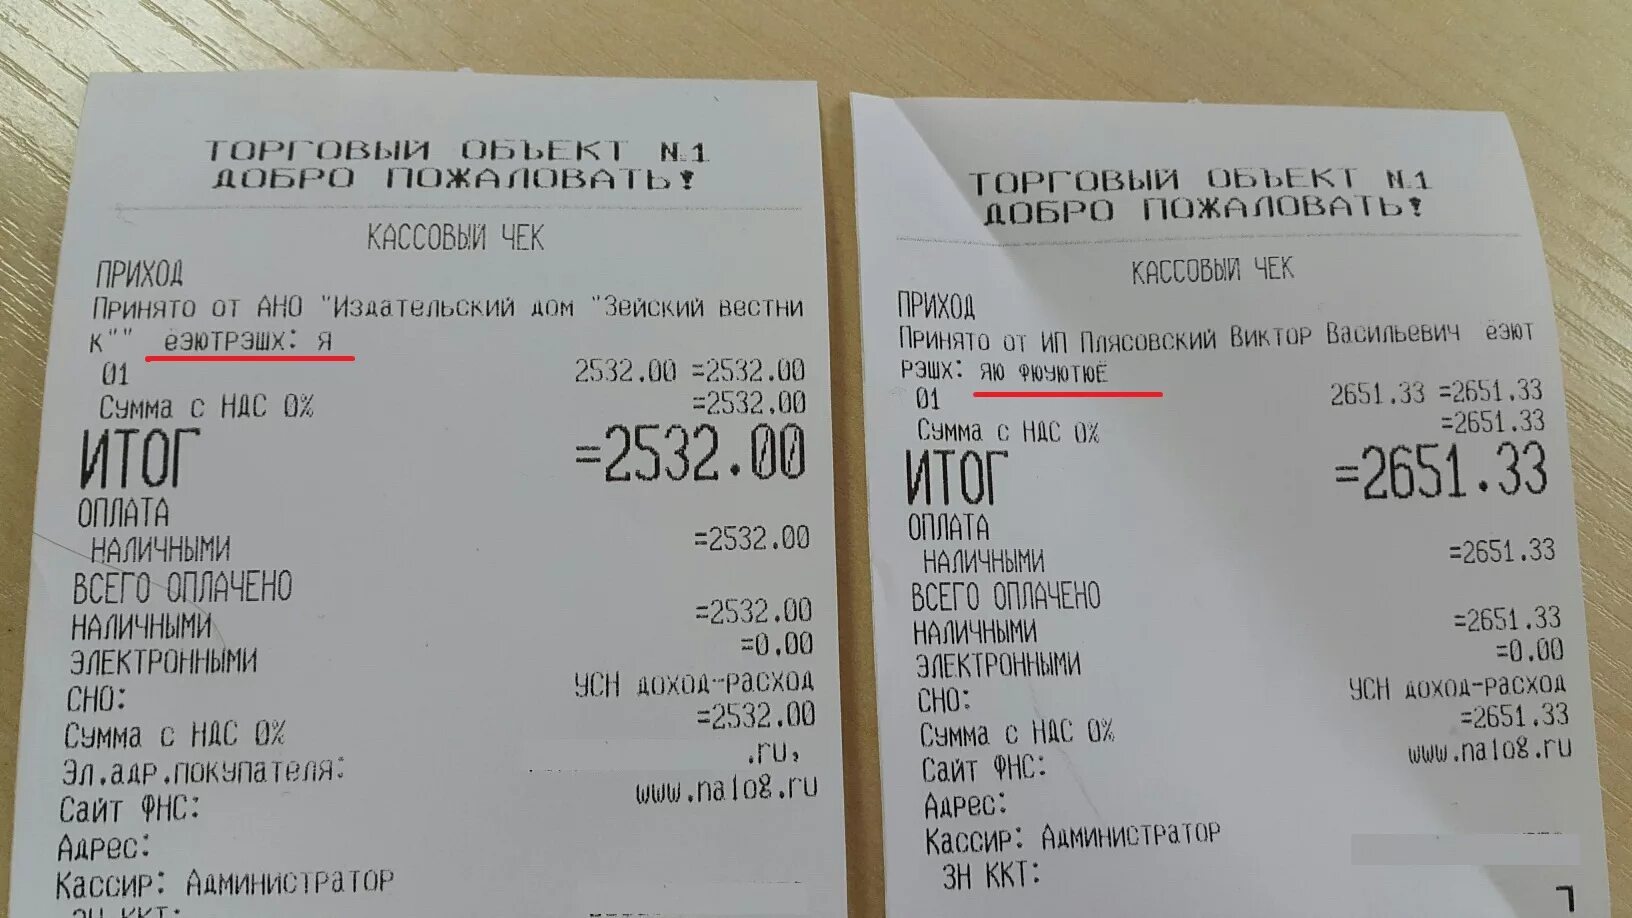 ТОРГОВЫЙ ОБЪЕКТ №1
ДОБРО ПОЖАЛОВАТЬ!
КАССОВЫЙ ЧЕК
ПРИХОД
Принято от АНО "Издательский дом "Зейский вестни
к"" ёэютрэшх: я
01 2532.00 =2532.00
Сумма с НДС 0% =2532.00
ИТОГ =2532.00
ОПЛАТА
НАЛИЧНЫМИ =2532.00
ВСЕГО ОПЛАЧЕНО
НАЛИЧНЫМИ =2532.00
ЭЛЕКТРОННЫМИ =0.00
СНО: УСН доход-расход
Сумма с НДС 0% =2532.00
Эл.адр.покупателя: .ru,
Сайт ФНС: www.nalog.ru
Адрес:
Кассир: Администратор
ЗН ККТ:
ТОРГОВЫЙ ОБЪЕКТ №1
ДОБРО ПОЖАЛОВАТЬ!
КАССОВЫЙ ЧЕК
ПРИХОД
Принято от ИП Плясовский Виктор Васильевич ёэют
рэшх: яю фюуютюё
01 2651.33 =2651.33
Сумма с НДС 0% =2651.33
ИТОГ =2651.33
ОПЛАТА
НАЛИЧНЫМИ =2651.33
ВСЕГО ОПЛАЧЕНО
НАЛИЧНЫМИ =2651.33
ЭЛЕКТРОННЫМИ =0.00
СНО: УСН доход-расход
Сумма с НДС 0% =2651.33
Сайт ФНС: www.nalog.ru
Адрес:
Кассир: Администратор
ЗН ККТ: